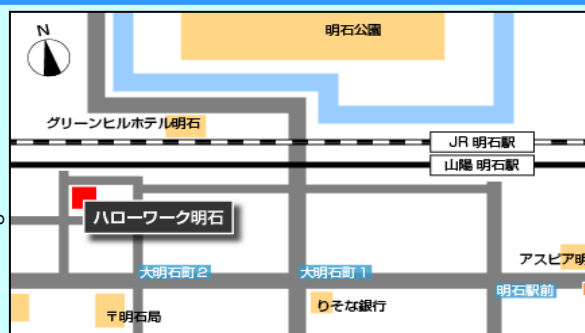 N
明石公園
グリーンヒルホテル明石
JR 明石駅
山陽 明石駅
ハローワーク明石
アスピア明
大明石町2
大明石町1
明石駅前
りそな銀行
〒明石局